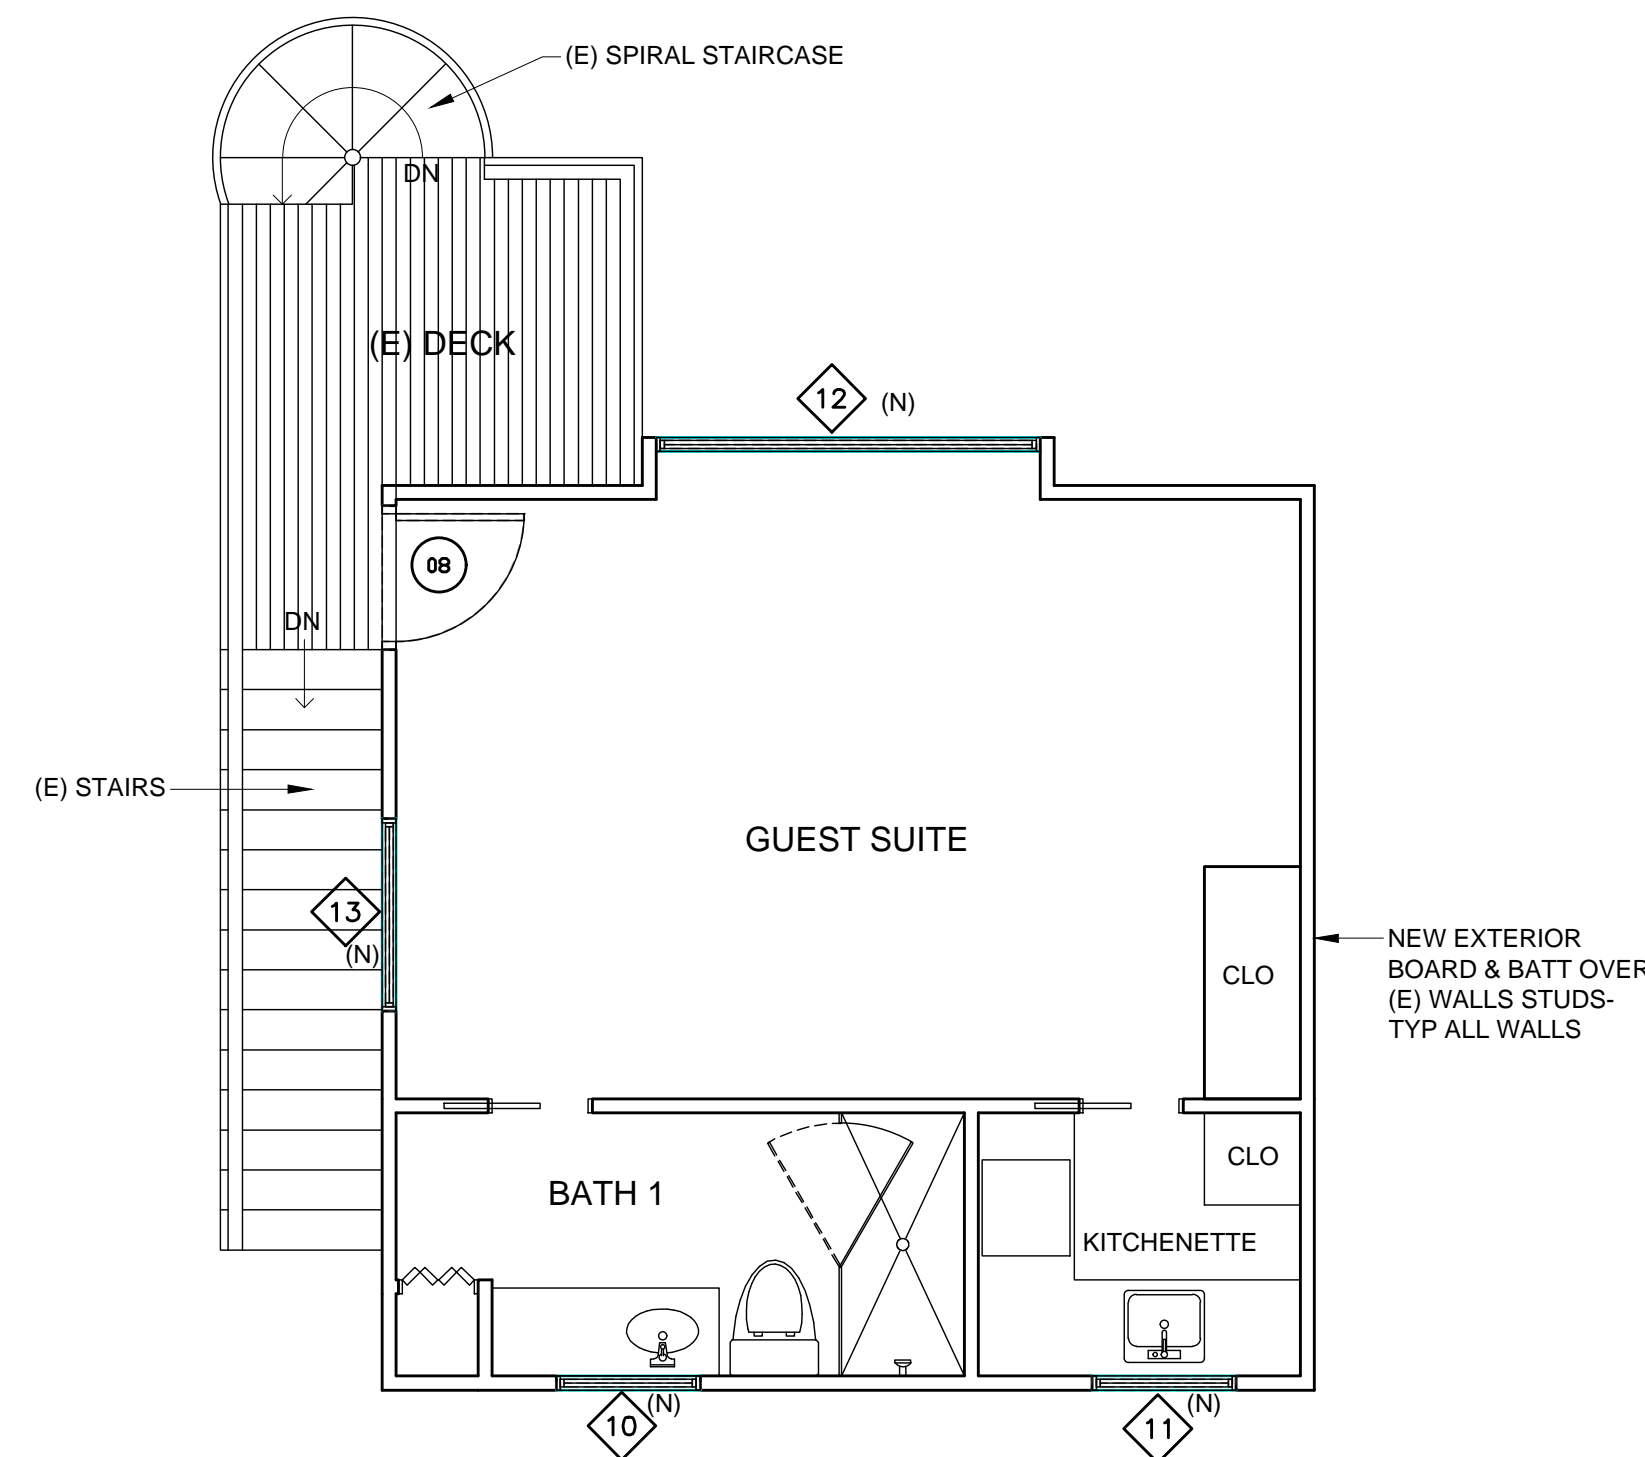 (E) SPIRAL STAIRCASE
DN
(E) DECK
12 (N)
08
DN
(E) STAIRS
GUEST SUITE
13
(N)
NEW EXTERIOR
BOARD & BATT OVER
(E) WALLS STUDS-
TYP ALL WALLS
CLO
CLO
BATH 1
KITCHENETTE
10 (N)
11 (N)